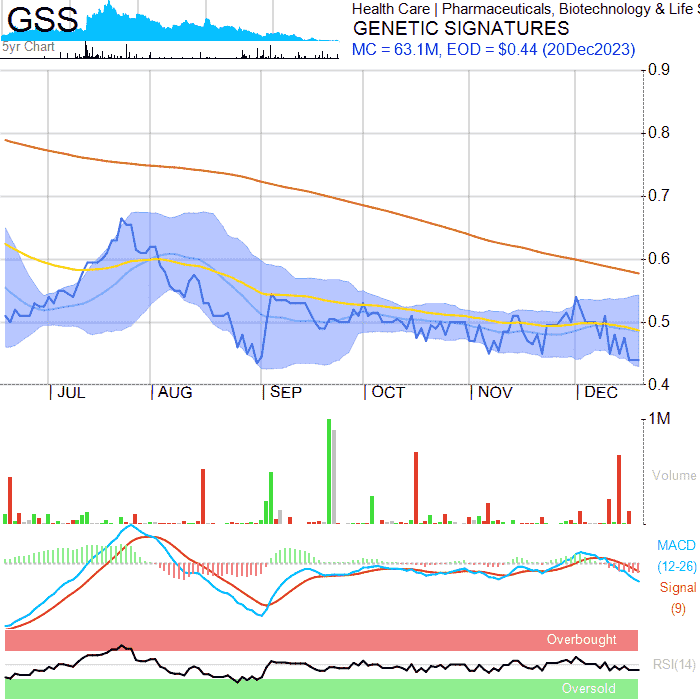 GSS
5yr Chart
Health Care | Pharmaceuticals, Biotechnology & Life S
GENETIC SIGNATURES
MC = 63.1M, EOD = $0.44 (20Dec2023)
0.9
0.8
0.7
0.6
0.5
0.4
| JUL | AUG | SEP | OCT | NOV | DEC
1M
Volume
MACD
(12-26)
Signal
(9)
Overbought
RSI(14)
Oversold